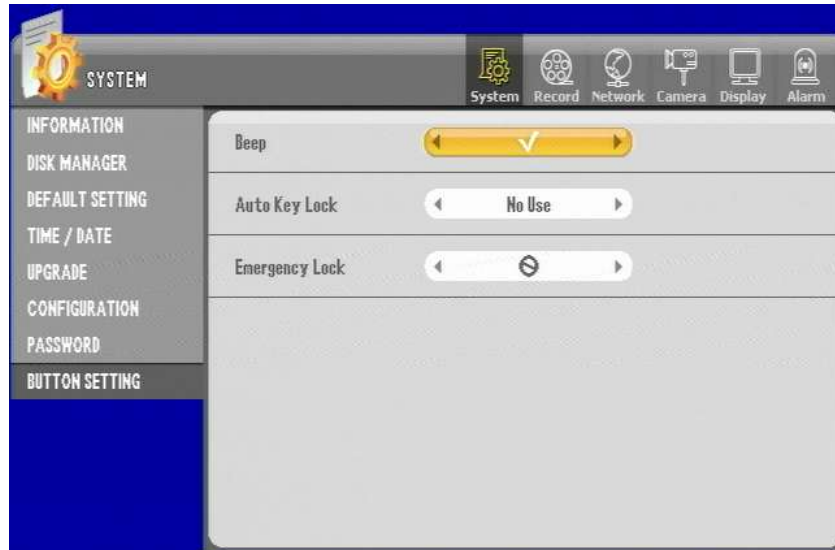 SYSTEM
System Record Network Camera Display Alarm
INFORMATION
DISK MANAGER
DEFAULT SETTING
TIME / DATE
UPGRADE
CONFIGURATION
PASSWORD
BUTTON SETTING
Beep
Auto Key Lock No Use
Emergency Lock